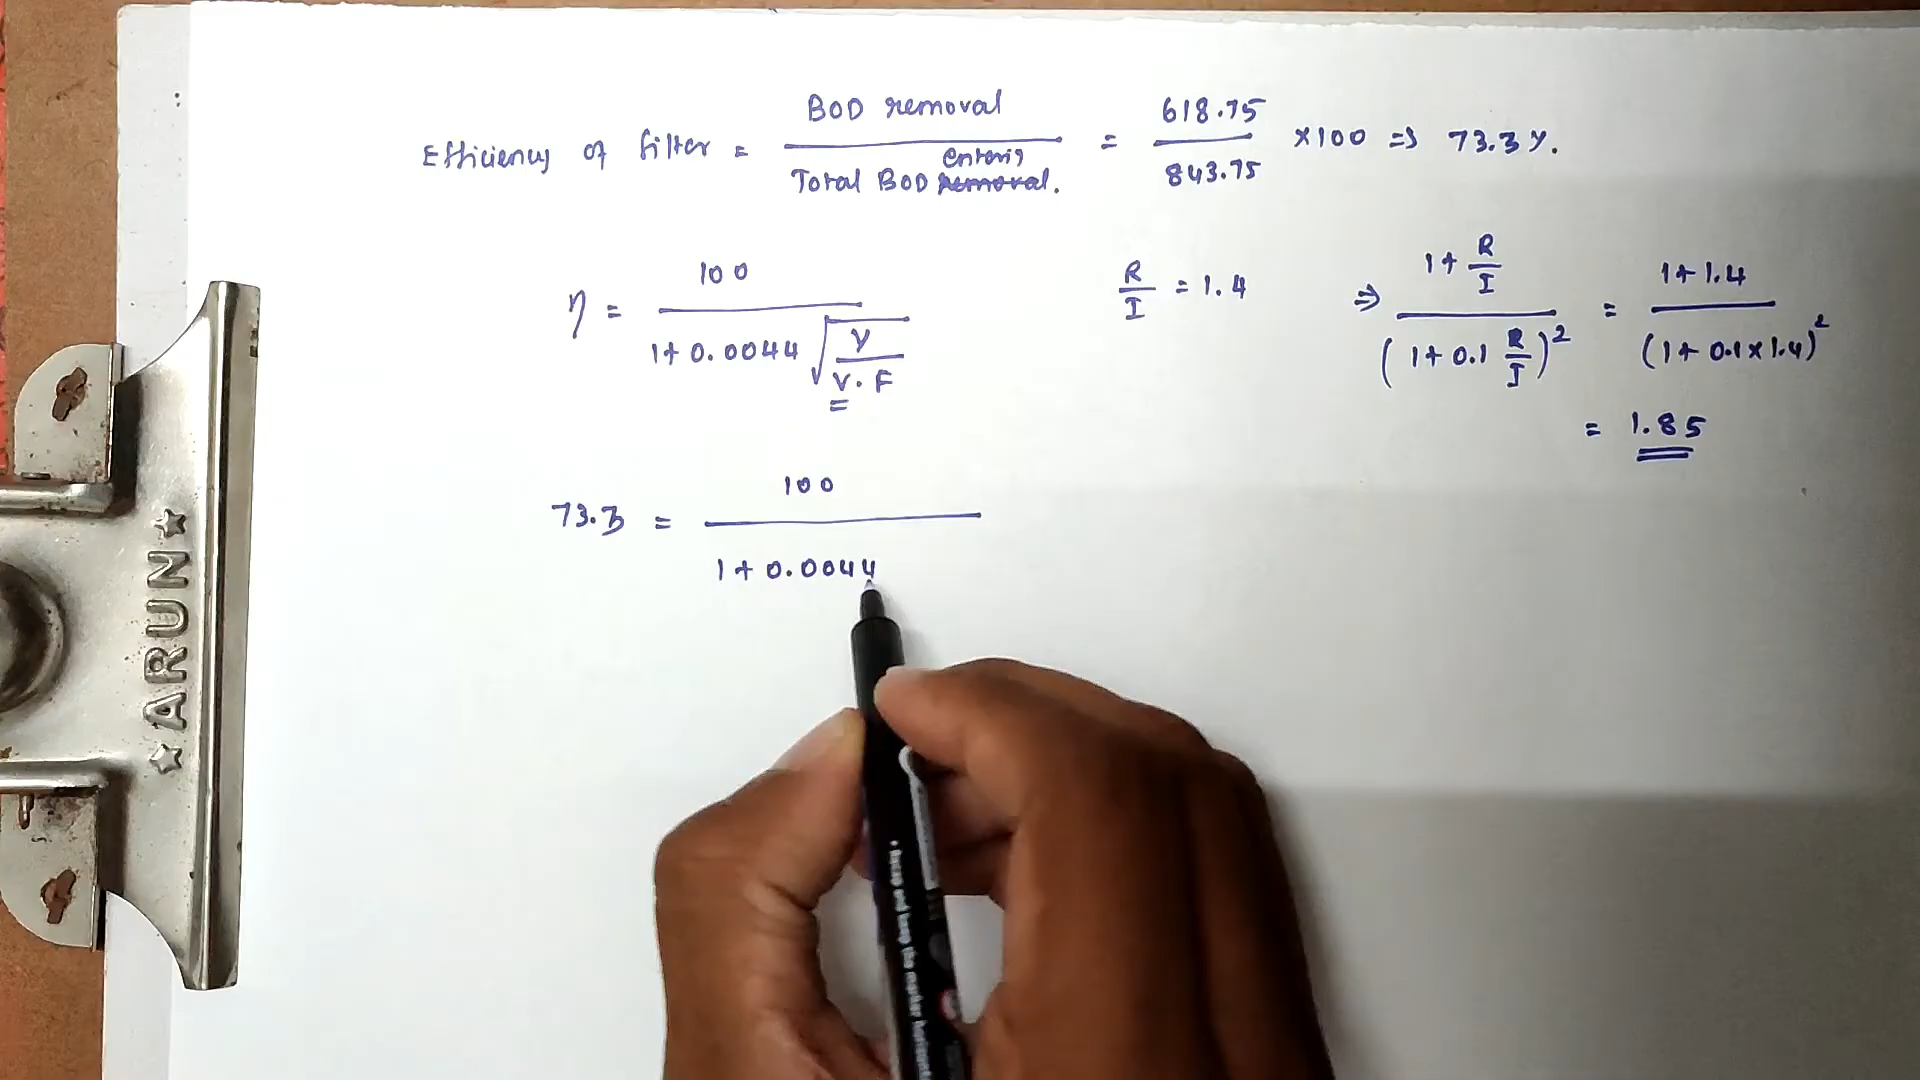 Efficiency of filter = BOD removal / Total BOD removal. entering = 618.75 / 843.75 ×100 ⇒ 73.3 %.
η = 100 / 1+ 0.0044 √ Y / V. F
R / I = 1.4 ⇒ 1+ R / I / ( 1+ 0.1 R / I )² = 1+ 1.4 / (1+ 0.1×1.4)²
= 1.85
73.3 = 100 / 1+ 0.0044
☆ARUN☆